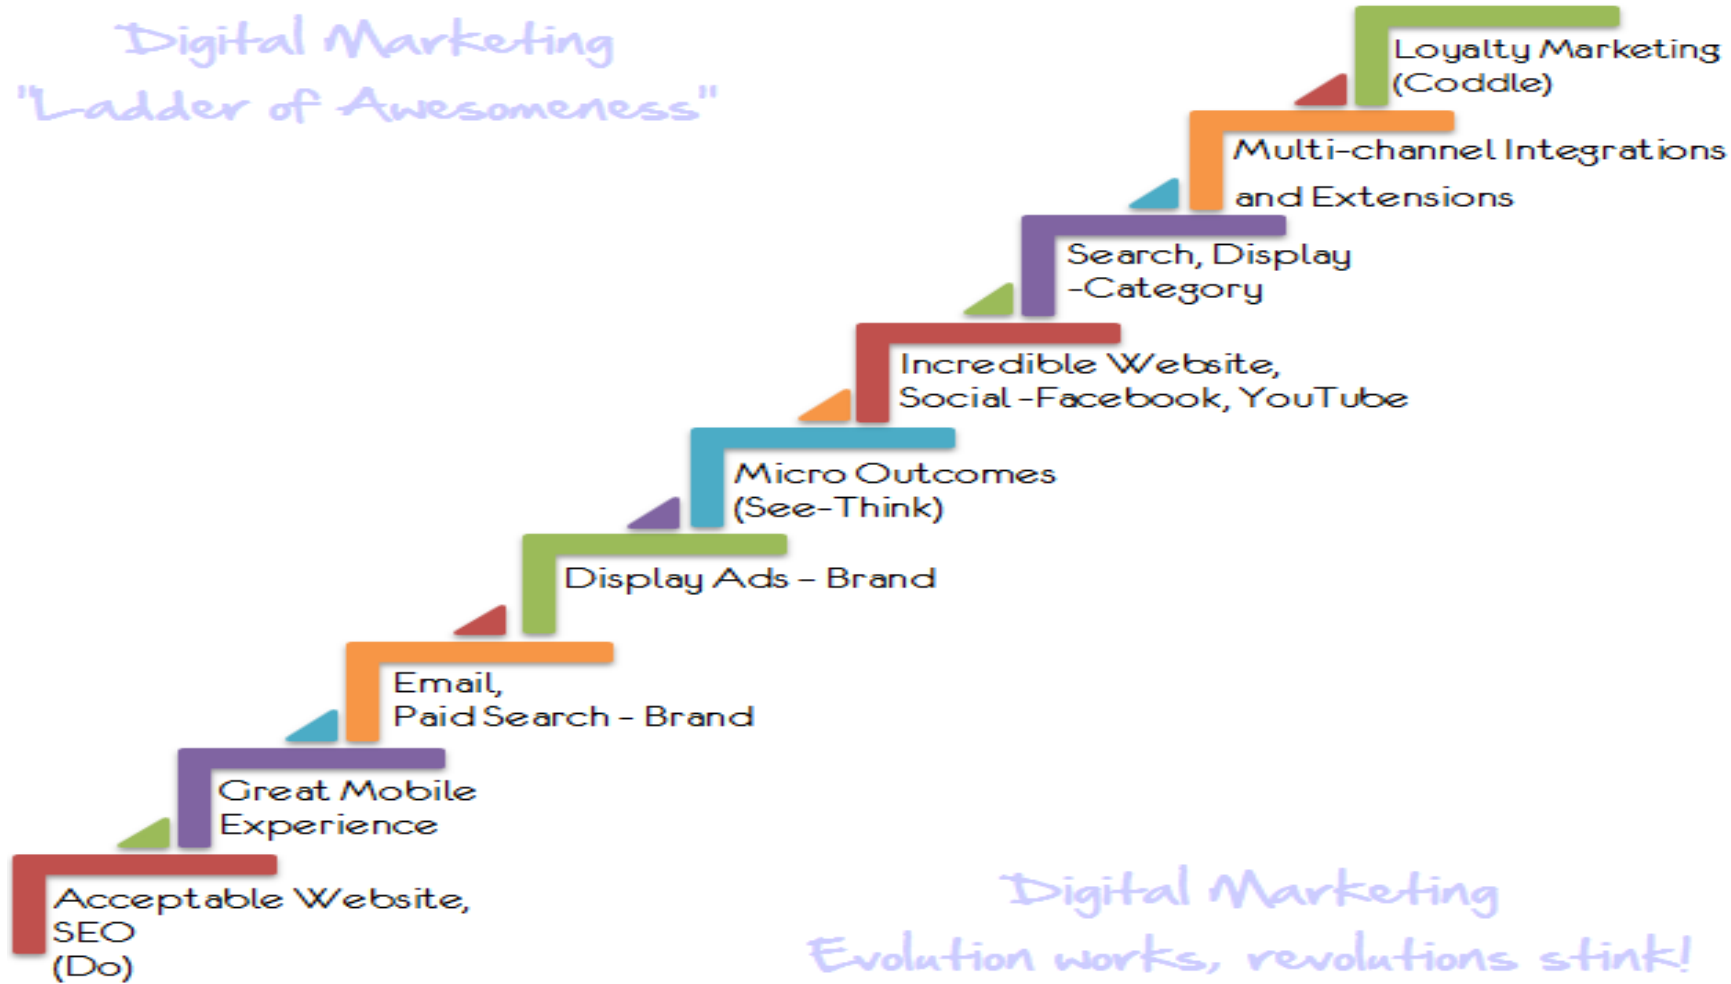 Digital Marketing
"Ladder of Awesomeness"
Loyalty Marketing
(Coddle)
Multi-channel Integrations
and Extensions
Search, Display
-Category
Incredible Website,
Social -Facebook, YouTube
Micro Outcomes
(See-Think)
Display Ads - Brand
Email,
Paid Search - Brand
Great Mobile
Experience
Acceptable Website,
SEO
(Do)
Digital Marketing
Evolution works, revolutions stink!